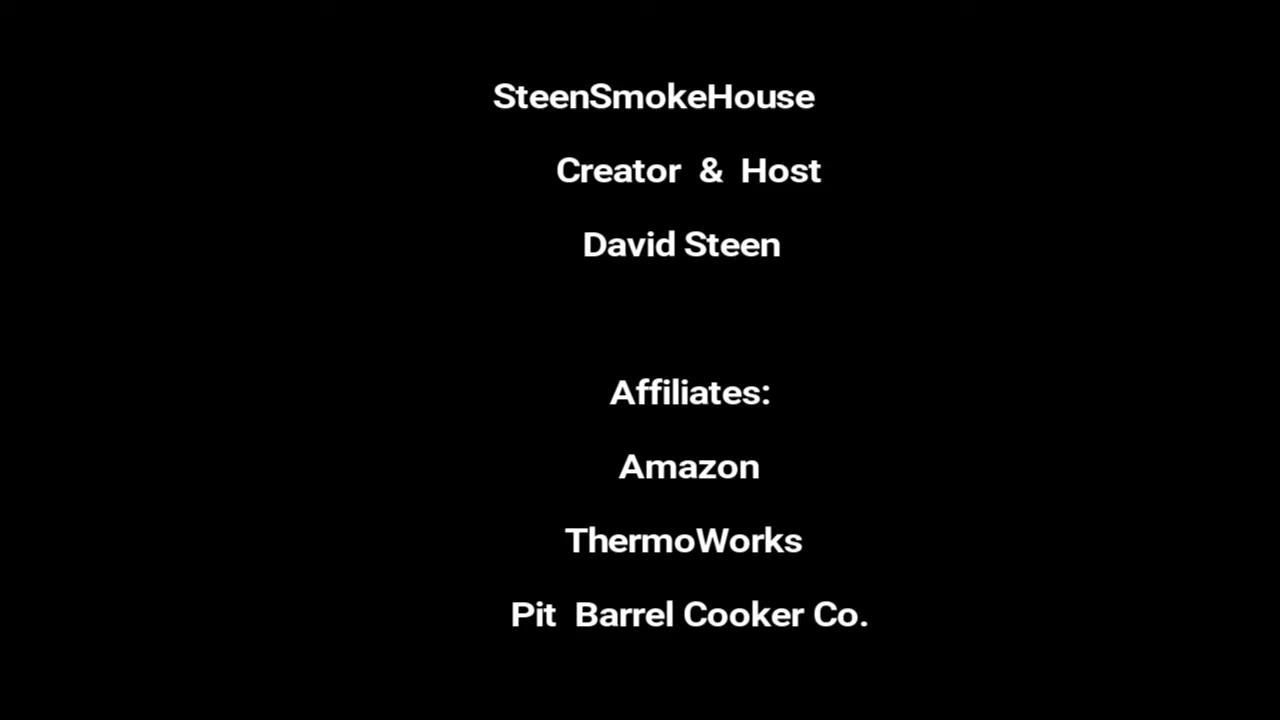 SteenSmokeHouse
Creator & Host
David Steen
Affiliates:
Amazon
ThermoWorks
Pit Barrel Cooker Co.